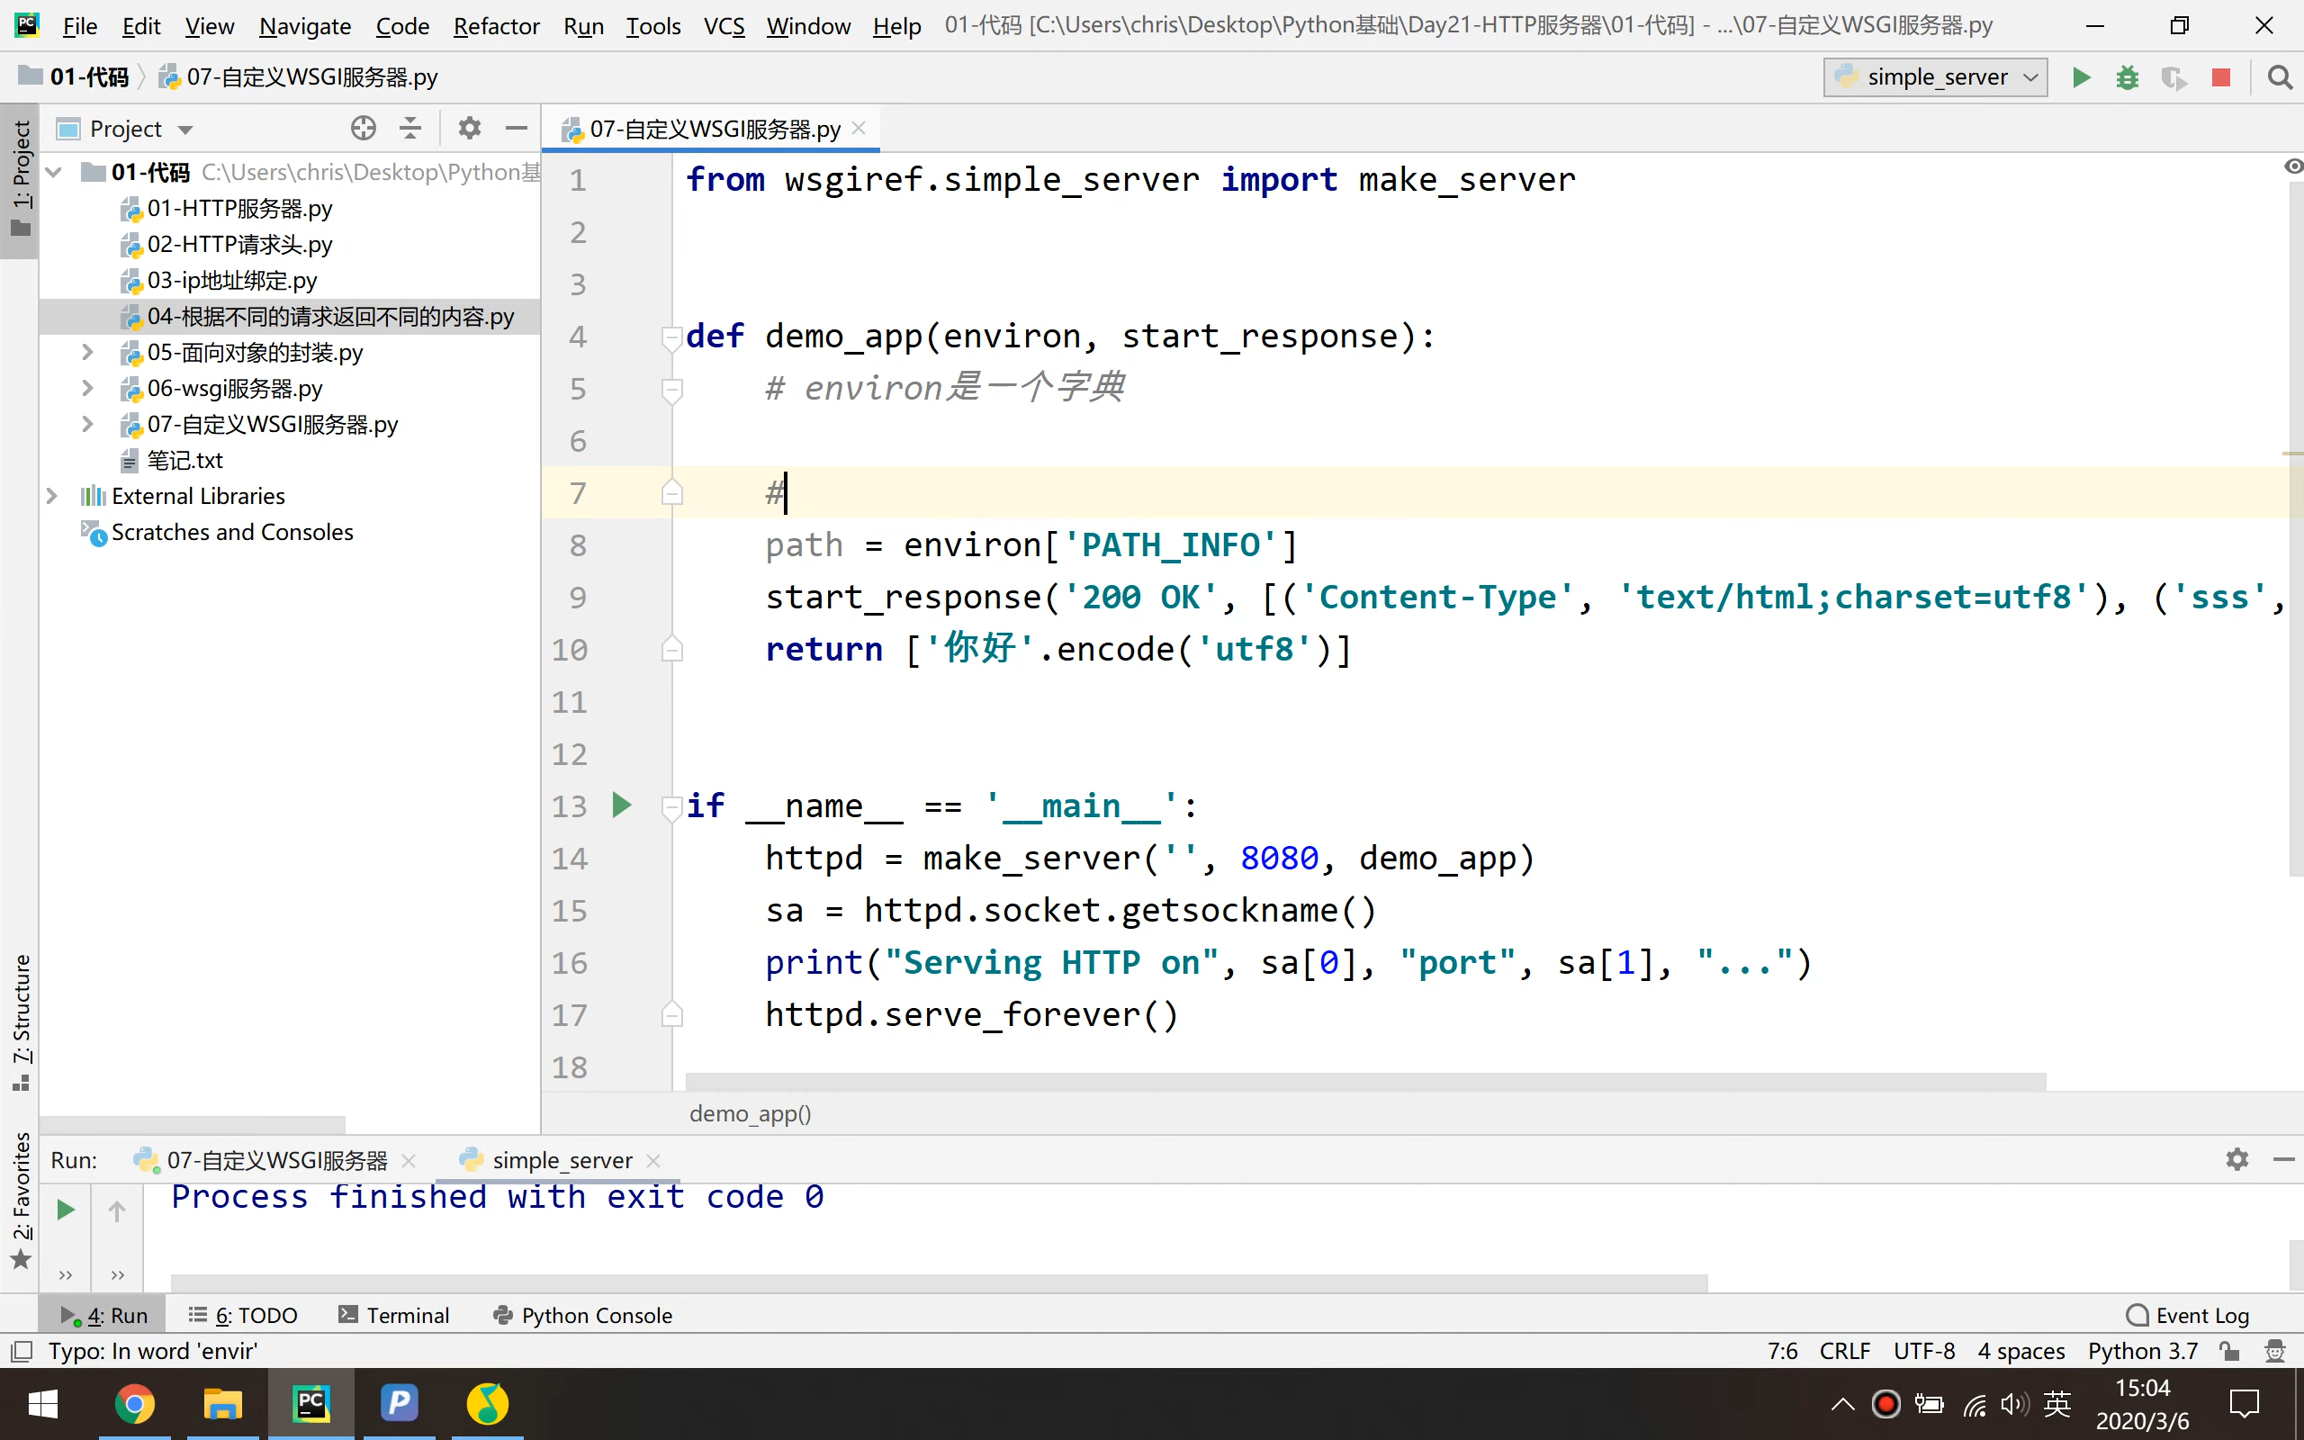 File Edit View Navigate Code Refactor Run Tools VCS Window Help 01-代码 [C:\Users\chris\Desktop\Python基础\Day21-HTTP服务器\01-代码] - ...\07-自定义WSGI服务器.py
01-代码 07-自定义WSGI服务器.py simple_server
1: Project
Project
07-自定义WSGI服务器.py
01-代码 C:\Users\chris\Desktop\Python基
01-HTTP服务器.py
02-HTTP请求头.py
03-ip地址绑定.py
04-根据不同的请求返回不同的内容.py
05-面向对象的封装.py
06-wsgi服务器.py
07-自定义WSGI服务器.py
笔记.txt
External Libraries
Scratches and Consoles
7: Structure
2: Favorites
1 from wsgiref.simple_server import make_server
2
3
4 def demo_app(environ, start_response):
5 # environ是一个字典
6
7 #
8 path = environ['PATH_INFO']
9 start_response('200 OK', [('Content-Type', 'text/html;charset=utf8'), ('sss',
10 return ['你好'.encode('utf8')]
11
12
13 if __name__ == '__main__':
14 httpd = make_server('', 8080, demo_app)
15 sa = httpd.socket.getsockname()
16 print("Serving HTTP on", sa[0], "port", sa[1], "...")
17 httpd.serve_forever()
18
demo_app()
Run: 07-自定义WSGI服务器 simple_server
Process finished with exit code 0
4: Run 6: TODO Terminal Python Console Event Log
Typo: In word 'envir' 7:6 CRLF UTF-8 4 spaces Python 3.7
英 15:04
2020/3/6